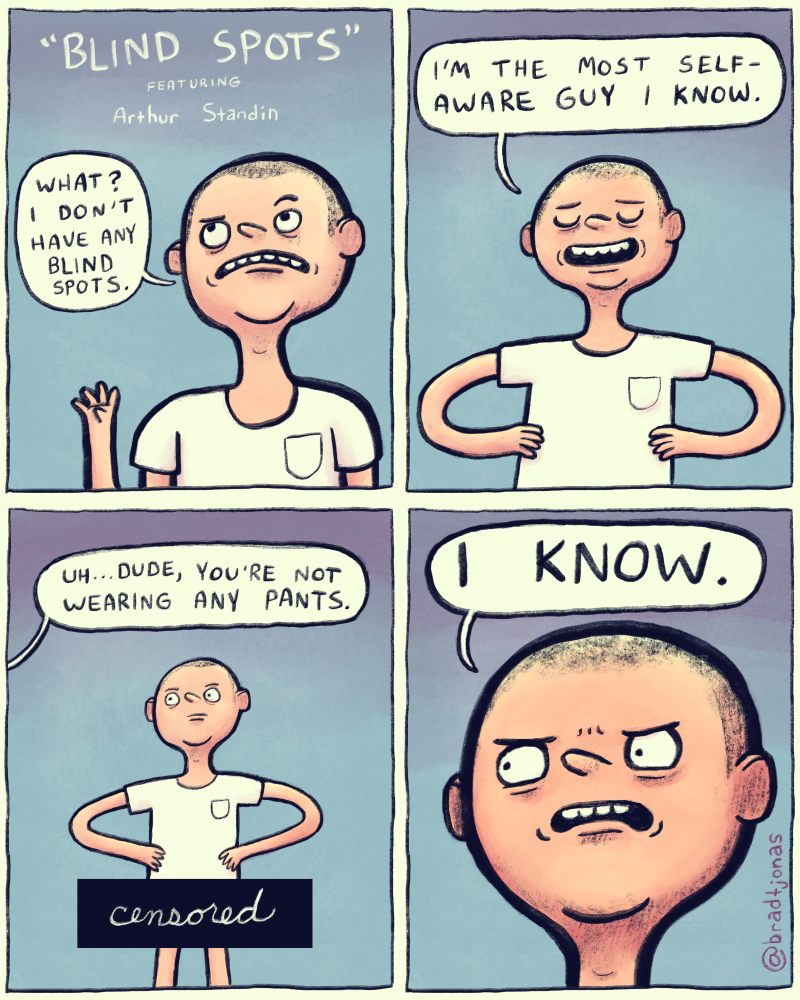 "BLIND SPOTS"
FEATURING
Arthur Standin
WHAT?
I DON'T
HAVE ANY
BLIND
SPOTS.
I'M THE MOST SELF-
AWARE GUY I KNOW.
UH...DUDE, YOU'RE NOT
WEARING ANY PANTS.
censored
I KNOW.
@bradtjonas